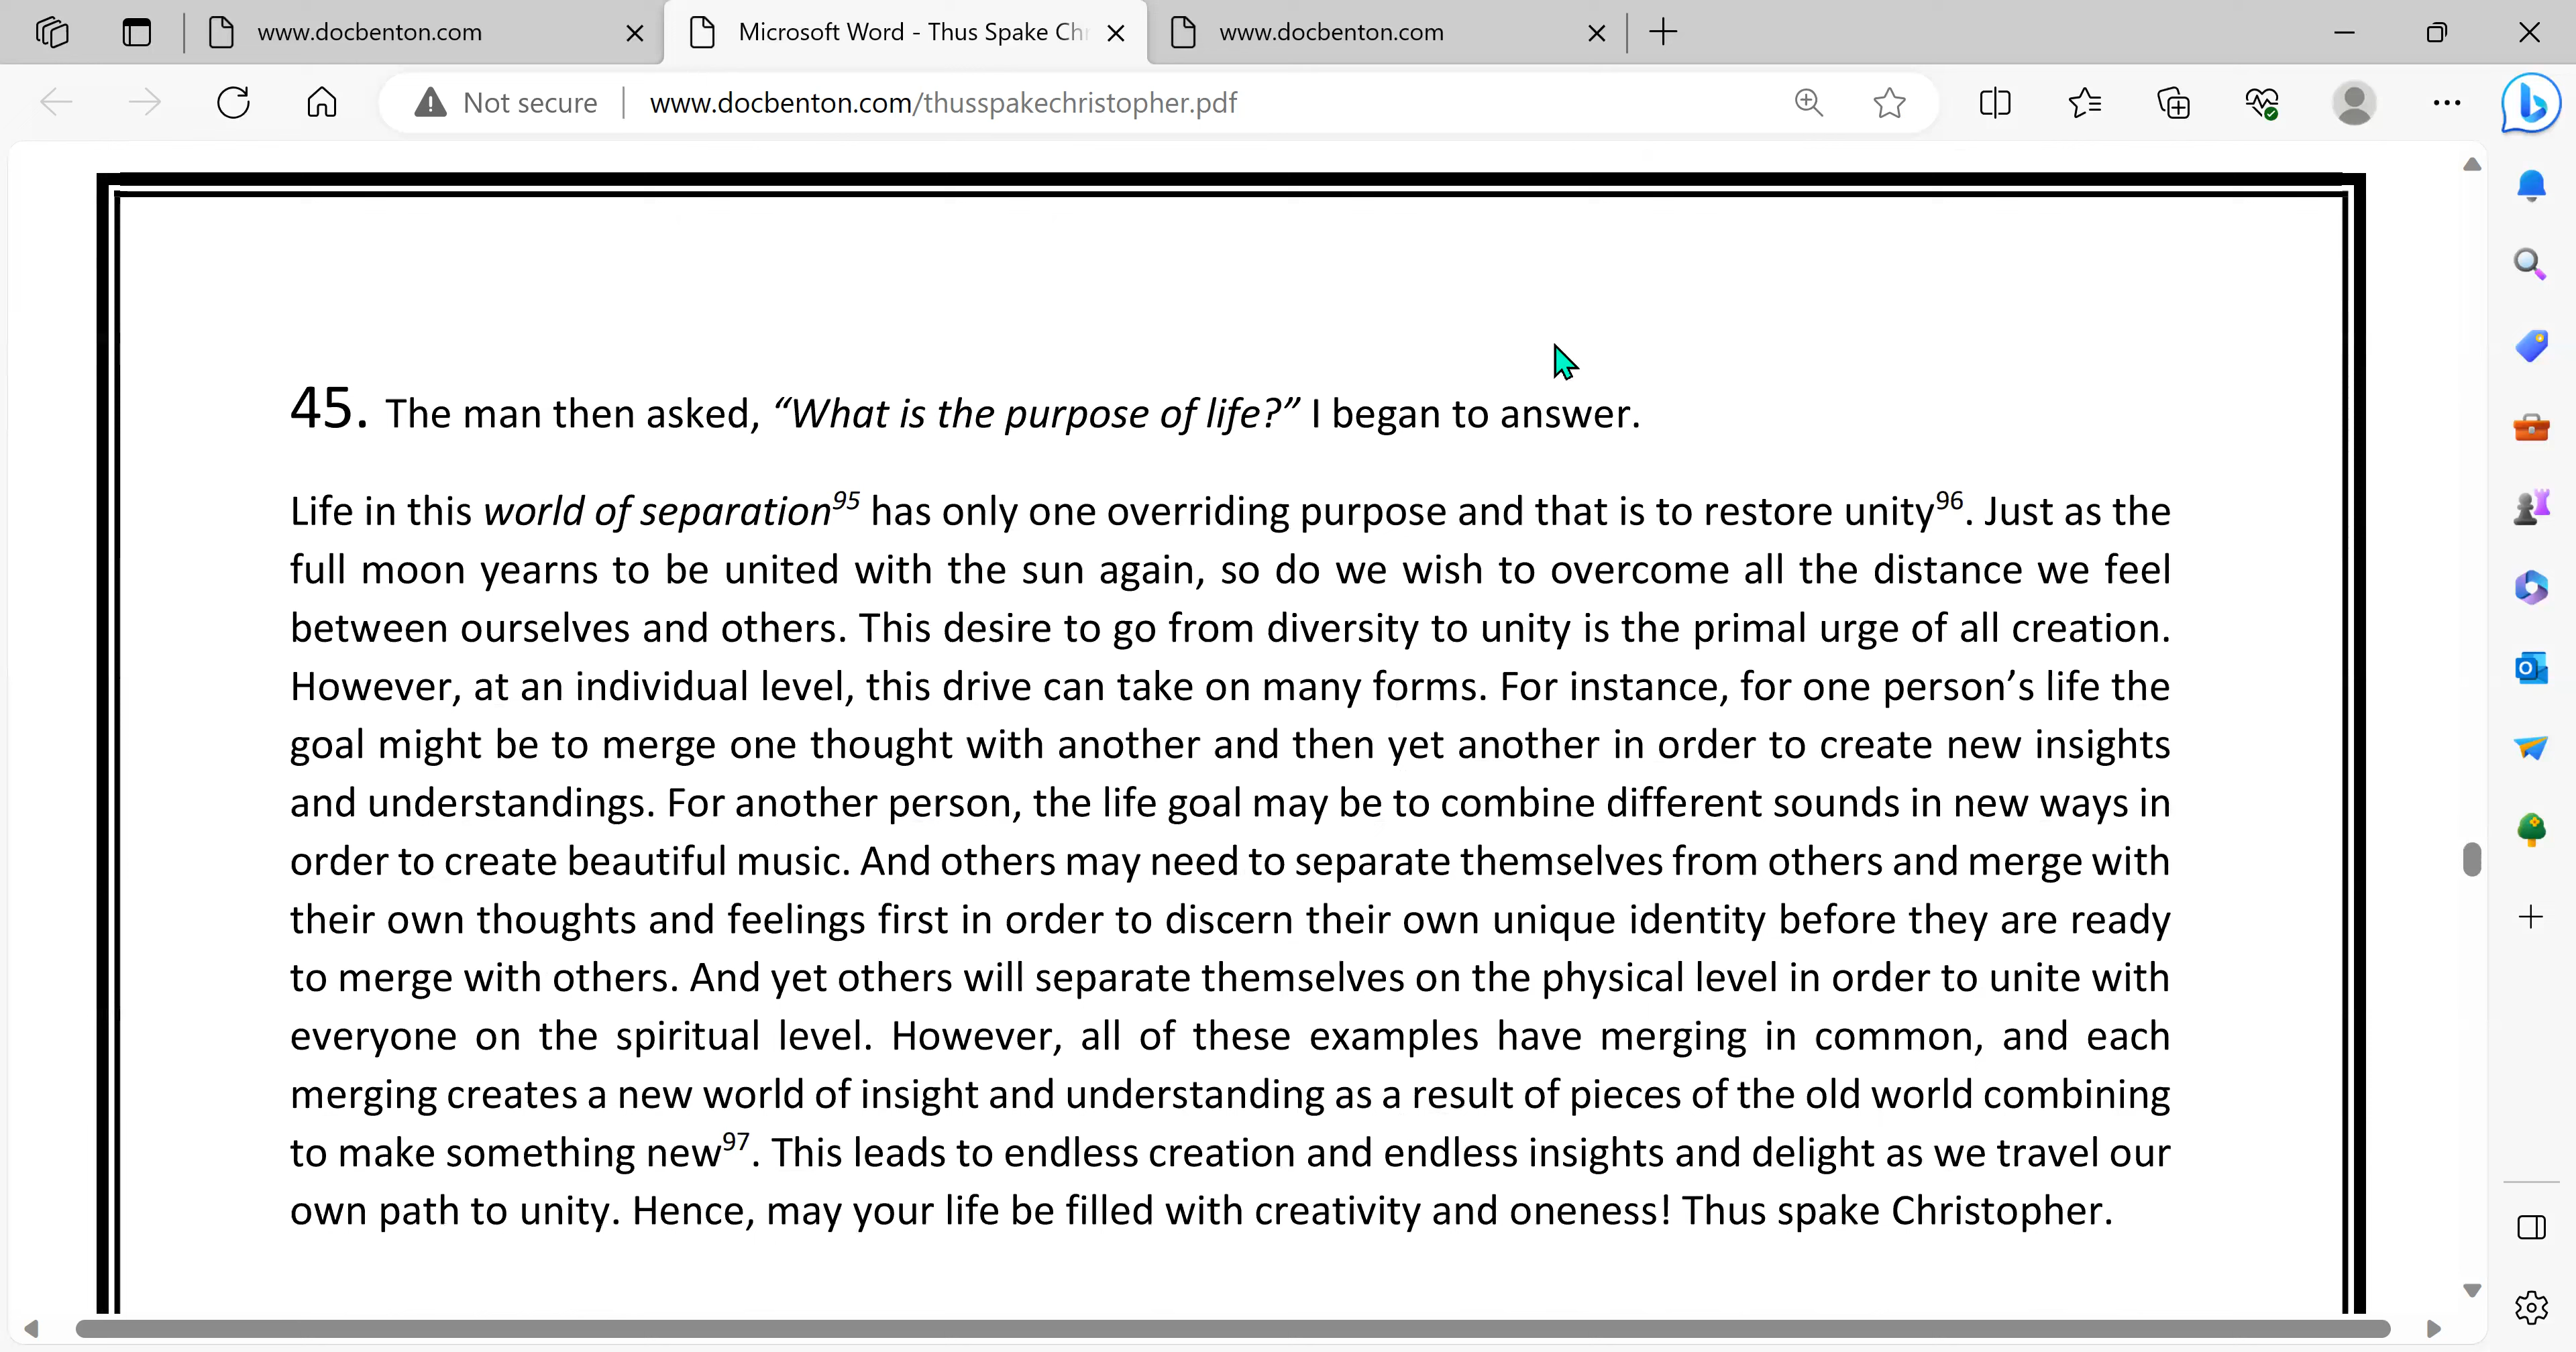 www.docbenton.com
Microsoft Word - Thus Spake Ch
www.docbenton.com
Not secure
www.docbenton.com/thusspakechristopher.pdf
45. The man then asked, “What is the purpose of life?” I began to answer.
Life in this world of separation95 has only one overriding purpose and that is to restore unity96. Just as the
full moon yearns to be united with the sun again, so do we wish to overcome all the distance we feel
between ourselves and others. This desire to go from diversity to unity is the primal urge of all creation.
However, at an individual level, this drive can take on many forms. For instance, for one person’s life the
goal might be to merge one thought with another and then yet another in order to create new insights
and understandings. For another person, the life goal may be to combine different sounds in new ways in
order to create beautiful music. And others may need to separate themselves from others and merge with
their own thoughts and feelings first in order to discern their own unique identity before they are ready
to merge with others. And yet others will separate themselves on the physical level in order to unite with
everyone on the spiritual level. However, all of these examples have merging in common, and each
merging creates a new world of insight and understanding as a result of pieces of the old world combining
to make something new97. This leads to endless creation and endless insights and delight as we travel our
own path to unity. Hence, may your life be filled with creativity and oneness! Thus spake Christopher.